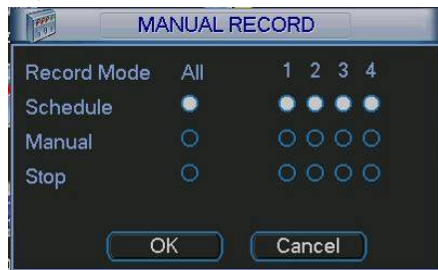 MANUAL RECORD
Record Mode All 1 2 3 4
Schedule
Manual
Stop
OK Cancel